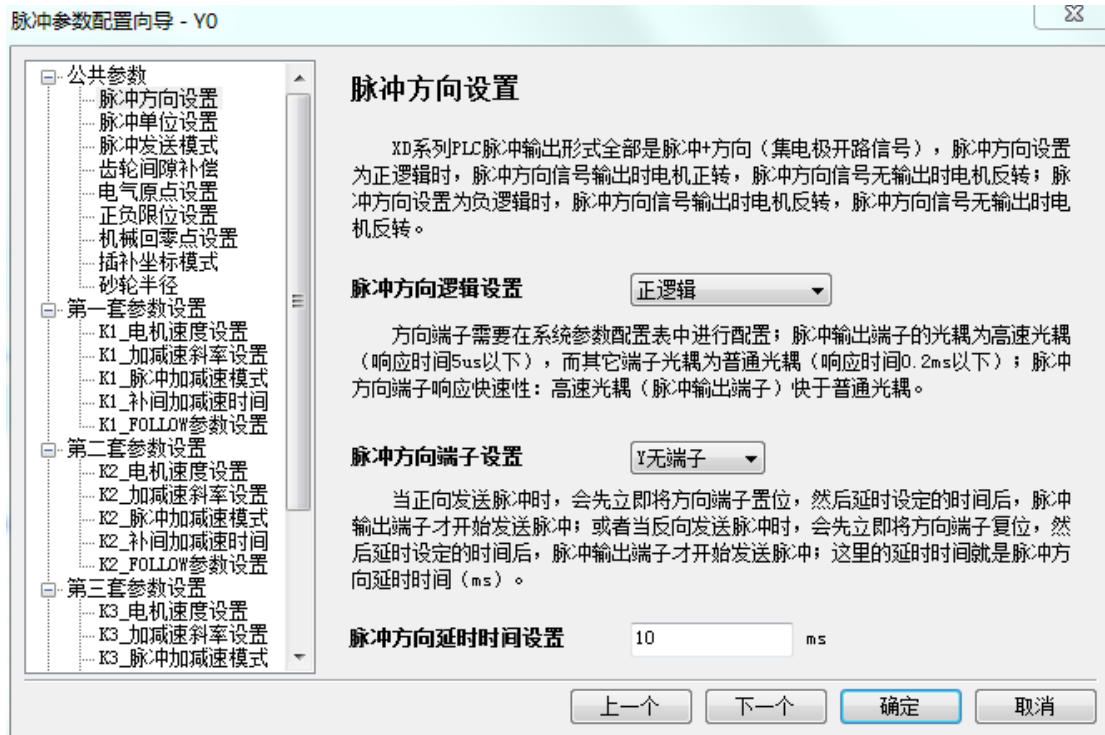 脉冲参数配置向导 - Y0
公共参数
脉冲方向设置
脉冲单位设置
脉冲发送模式
齿轮间隙补偿
电气原点设置
正负限位设置
机械回零点设置
插补坐标模式
砂轮半径
第一套参数设置
K1_电机速度设置
K1_加减速斜率设置
K1_脉冲加减速模式
K1_补间加减速时间
K1_FOLLOW参数设置
第二套参数设置
K2_电机速度设置
K2_加减速斜率设置
K2_脉冲加减速模式
K2_补间加减速时间
K2_FOLLOW参数设置
第三套参数设置
K3_电机速度设置
K3_加减速斜率设置
K3_脉冲加减速模式
脉冲方向设置
XD系列PLC脉冲输出形式全部是脉冲+方向（集电极开路信号），脉冲方向设置
为正逻辑时，脉冲方向信号输出时电机正转，脉冲方向信号无输出时电机反转；脉
冲方向设置为负逻辑时，脉冲方向信号输出时电机反转，脉冲方向信号无输出时电
机反转。
脉冲方向逻辑设置 正逻辑
方向端子需要在系统参数配置表中进行配置；脉冲输出端子的光耦为高速光耦
（响应时间5us以下），而其它端子光耦为普通光耦（响应时间0.2ms以下）；脉冲
方向端子响应快速性：高速光耦（脉冲输出端子）快于普通光耦。
脉冲方向端子设置 Y无端子
当正向发送脉冲时，会先立即将方向端子置位，然后延时设定的时间后，脉冲
输出端子才开始发送脉冲；或者当反向发送脉冲时，会先立即将方向端子复位，然
后延时设定的时间后，脉冲输出端子才开始发送脉冲；这里的延时时间就是脉冲方
向延时时间（ms）。
脉冲方向延时时间设置 10 ms
上一个 下一个 确定 取消